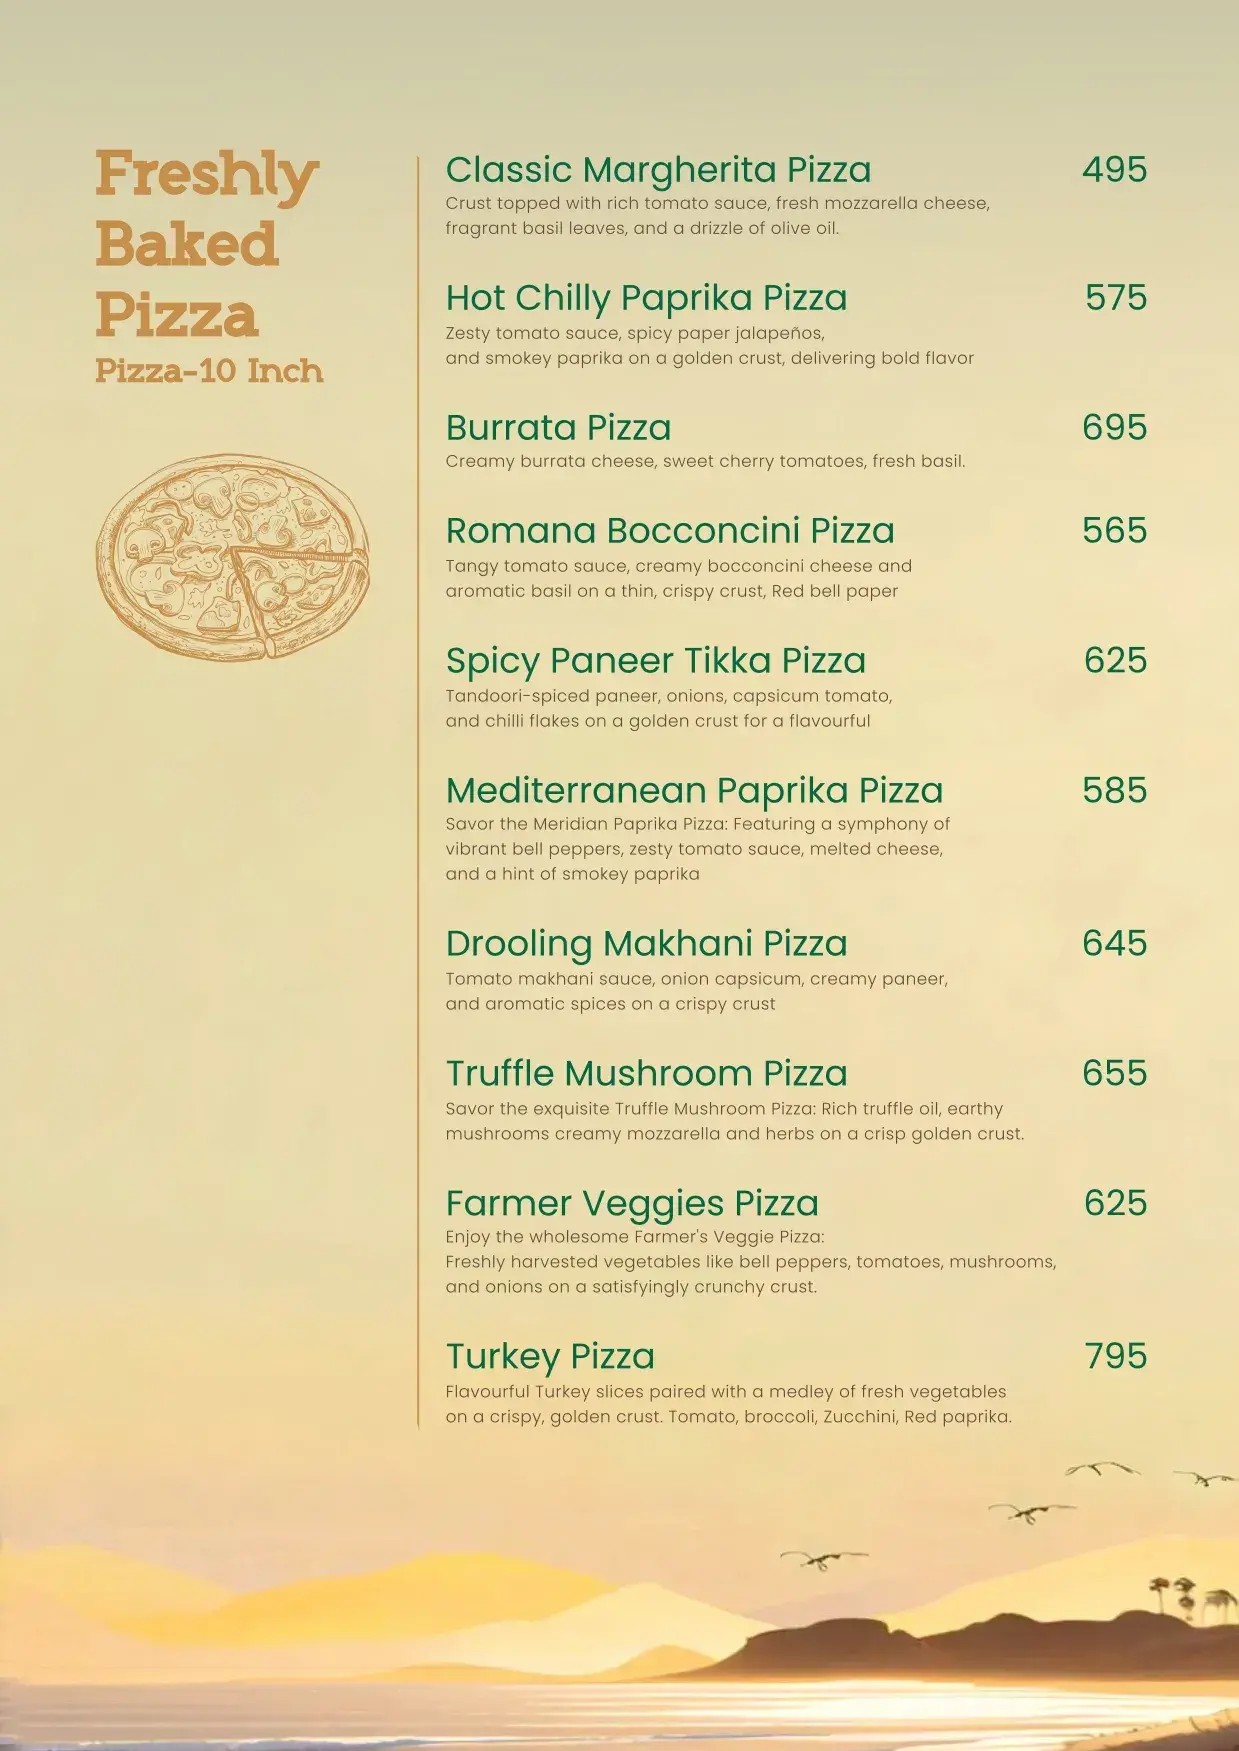 Freshly
Baked
Pizza
Pizza-10 Inch
Classic Margherita Pizza 495
Crust topped with rich tomato sauce, fresh mozzarella cheese,
fragrant basil leaves, and a drizzle of olive oil.
Hot Chilly Paprika Pizza 575
Zesty tomato sauce, spicy paper jalapeños,
and smokey paprika on a golden crust, delivering bold flavor
Burrata Pizza 695
Creamy burrata cheese, sweet cherry tomatoes, fresh basil.
Romana Bocconcini Pizza 565
Tangy tomato sauce, creamy bocconcini cheese and
aromatic basil on a thin, crispy crust, Red bell paper
Spicy Paneer Tikka Pizza 625
Tandoori-spiced paneer, onions, capsicum tomato,
and chilli flakes on a golden crust for a flavourful
Mediterranean Paprika Pizza 585
Savor the Meridian Paprika Pizza: Featuring a symphony of
vibrant bell peppers, zesty tomato sauce, melted cheese,
and a hint of smokey paprika
Drooling Makhani Pizza 645
Tomato makhani sauce, onion capsicum, creamy paneer,
and aromatic spices on a crispy crust
Truffle Mushroom Pizza 655
Savor the exquisite Truffle Mushroom Pizza: Rich truffle oil, earthy
mushrooms creamy mozzarella and herbs on a crisp golden crust.
Farmer Veggies Pizza 625
Enjoy the wholesome Farmer's Veggie Pizza:
Freshly harvested vegetables like bell peppers, tomatoes, mushrooms,
and onions on a satisfyingly crunchy crust.
Turkey Pizza 795
Flavourful Turkey slices paired with a medley of fresh vegetables
on a crispy, golden crust. Tomato, broccoli, Zucchini, Red paprika.